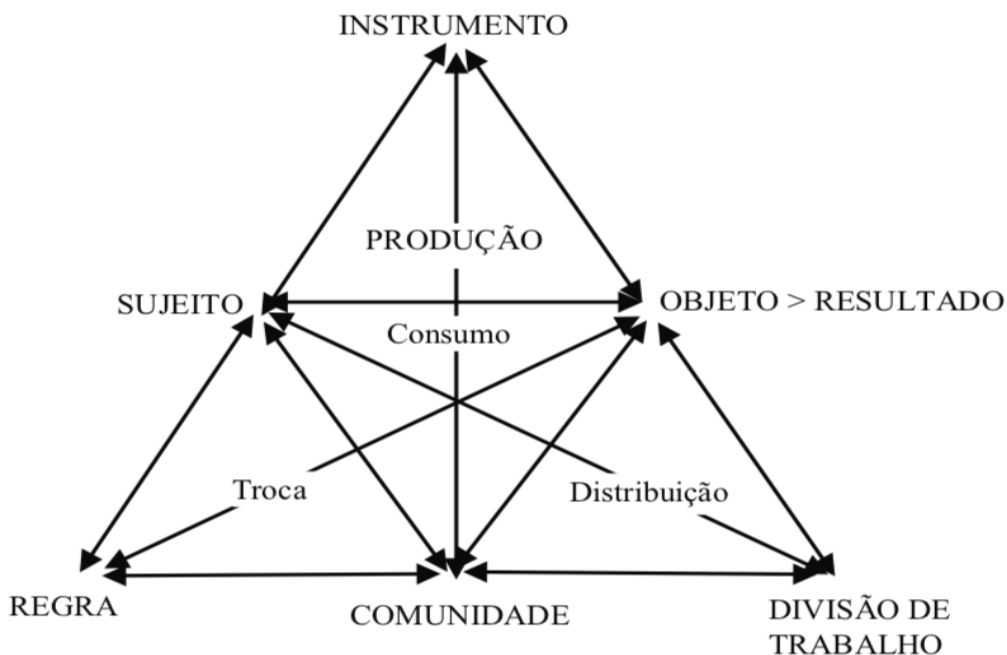 INSTRUMENTO
PRODUÇÃO
SUJEITO
OBJETO > RESULTADO
Consumo
Troca
Distribuição
REGRA
COMUNIDADE
DIVISÃO DE
TRABALHO